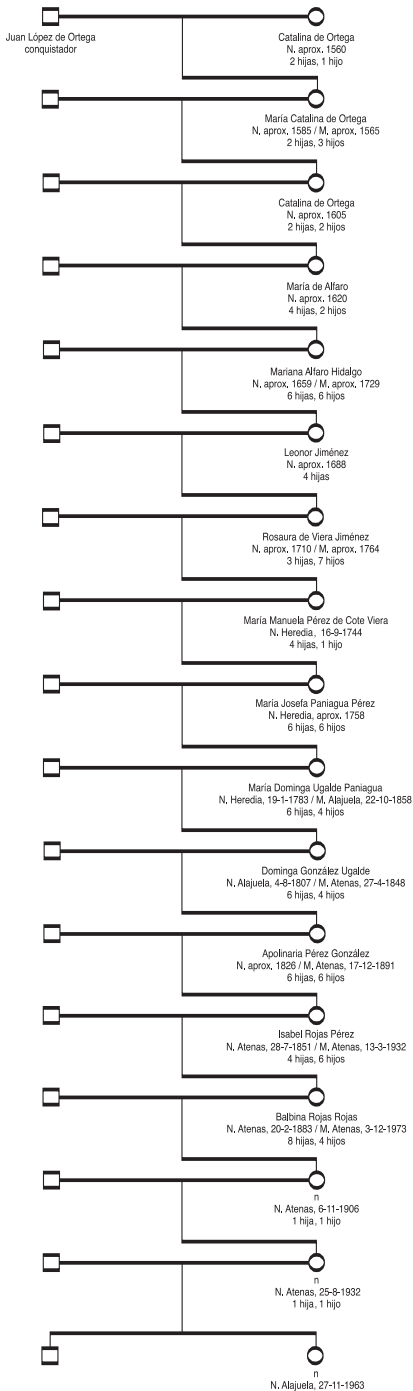 Juan López de Ortega
conquistador
Catalina de Ortega
N. aprox. 1560
2 hijas, 1 hijo
María Catalina de Ortega
N. aprox. 1585 / M. aprox. 1565
2 hijas, 3 hijos
Catalina de Ortega
N. aprox. 1605
2 hijas, 2 hijos
María de Alfaro
N. aprox. 1620
4 hijas, 2 hijos
Mariana Alfaro Hidalgo
N. aprox. 1659 / M. aprox. 1729
6 hijas, 6 hijos
Leonor Jiménez
N. aprox. 1688
4 hijas
Rosaura de Viera Jiménez
N. aprox. 1710 / M. aprox. 1764
3 hijas, 7 hijos
María Manuela Pérez de Cote Viera
N. Heredia, 16-9-1744
4 hijas, 1 hijo
María Josefa Paniagua Pérez
N. Heredia, aprox. 1758
6 hijas, 6 hijos
María Dominga Ugalde Paniagua
N. Heredia, 19-1-1783 / M. Alajuela, 22-10-1858
6 hijas, 4 hijos
Dominga González Ugalde
N. Alajuela, 4-8-1807 / M. Atenas, 27-4-1848
6 hijas, 4 hijos
Apolinaria Pérez González
N. aprox. 1826 / M. Atenas, 17-12-1891
6 hijas, 6 hijos
Isabel Rojas Pérez
N. Atenas, 28-7-1851 / M. Atenas, 13-3-1932
4 hijas, 6 hijos
Balbina Rojas Rojas
N. Atenas, 20-2-1883 / M. Atenas, 3-12-1973
8 hijas, 4 hijos
n
N. Atenas, 6-11-1906
1 hija, 1 hijo
n
N. Atenas, 25-8-1932
1 hija, 1 hijo
n
N. Alajuela, 27-11-1963